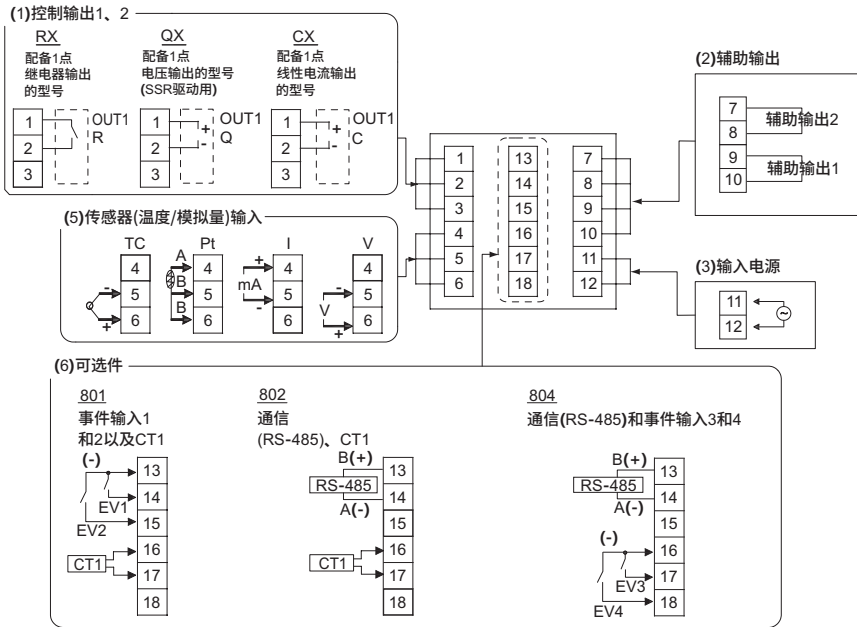 (1)控制输出1、2
RX
配备1点
继电器输出
的型号
1
2
3
OUT1
R
QX
配备1点
电压输出的型号
(SSR驱动用)
1
2
3
+
-
OUT1
Q
CX
配备1点
线性电流输出
的型号
1
2
3
+
-
OUT1
C
1
2
3
4
5
6
13
14
15
16
17
18
7
8
9
10
11
12
(2)辅助输出
7
8
9
10
辅助输出2
辅助输出1
(3)输入电源
11
12
(5)传感器(温度/模拟量)输入
TC
-
+
4
5
6
Pt
A
B
B
4
5
6
I
+
mA
-
4
5
6
V
-
V
+
4
5
6
(6)可选件
801
事件输入1
和2以及CT1
(-)
EV1
EV2
CT1
13
14
15
16
17
18
802
通信
(RS-485)、CT1
B(+)
RS-485
A(-)
CT1
13
14
15
16
17
18
804
通信(RS-485)和事件输入3和4
B(+)
RS-485
A(-)
(-)
EV3
EV4
13
14
15
16
17
18